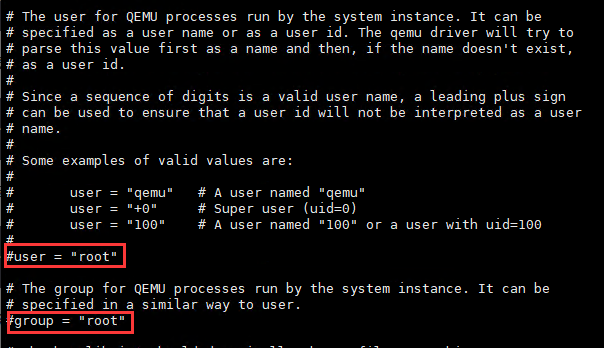 # The user for QEMU processes run by the system instance. It can be
# specified as a user name or as a user id. The qemu driver will try to
# parse this value first as a name and then, if the name doesn't exist,
# as a user id.
#
# Since a sequence of digits is a valid user name, a leading plus sign
# can be used to ensure that a user id will not be interpreted as a user
# name.
#
# Some examples of valid values are:
#
#       user = "qemu"   # A user named "qemu"
#       user = "+0"     # Super user (uid=0)
#       user = "100"    # A user named "100" or a user with uid=100
#
#user = "root"

# The group for QEMU processes run by the system instance. It can be
# specified in a similar way to user.
#group = "root"